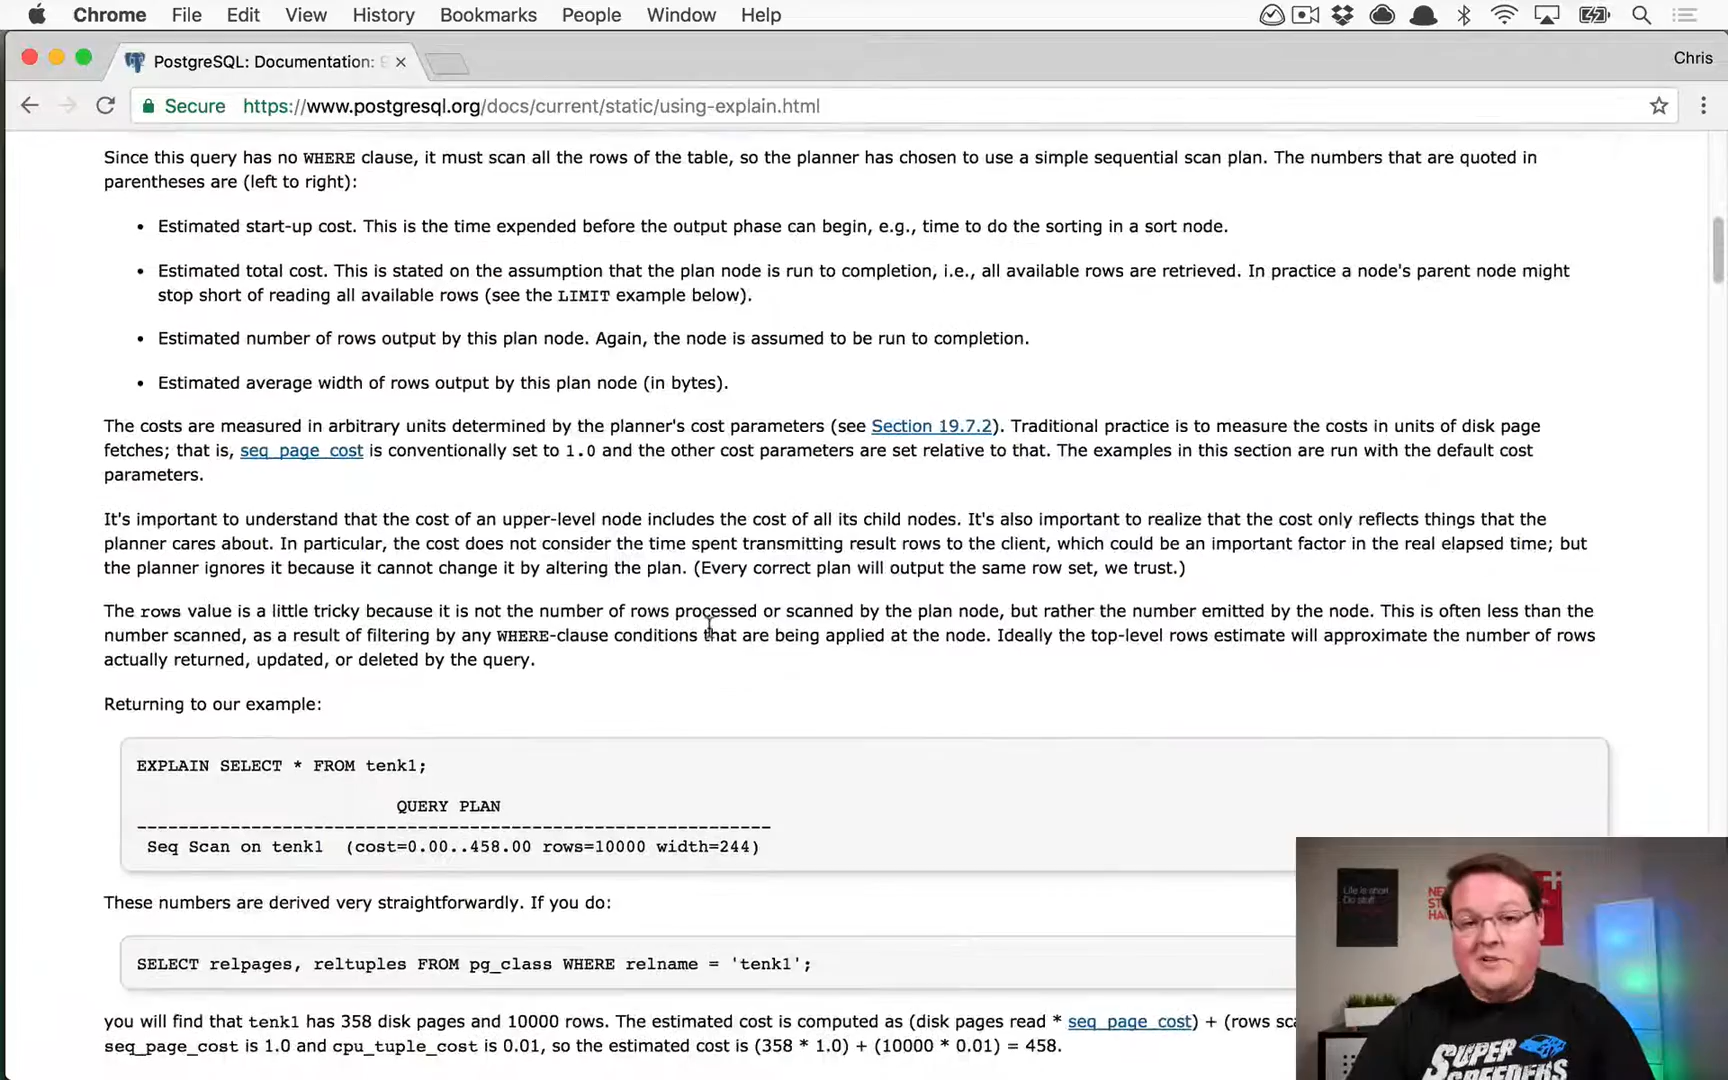 Chrome File Edit View History Bookmarks People Window Help
PostgreSQL: Documentation:
Chris
Secure https://www.postgresql.org/docs/current/static/using-explain.html
Since this query has no WHERE clause, it must scan all the rows of the table, so the planner has chosen to use a simple sequential scan plan. The numbers that are quoted in
parentheses are (left to right):
• Estimated start-up cost. This is the time expended before the output phase can begin, e.g., time to do the sorting in a sort node.
• Estimated total cost. This is stated on the assumption that the plan node is run to completion, i.e., all available rows are retrieved. In practice a node's parent node might
stop short of reading all available rows (see the LIMIT example below).
• Estimated number of rows output by this plan node. Again, the node is assumed to be run to completion.
• Estimated average width of rows output by this plan node (in bytes).
The costs are measured in arbitrary units determined by the planner's cost parameters (see Section 19.7.2). Traditional practice is to measure the costs in units of disk page
fetches; that is, seq_page_cost is conventionally set to 1.0 and the other cost parameters are set relative to that. The examples in this section are run with the default cost
parameters.
It's important to understand that the cost of an upper-level node includes the cost of all its child nodes. It's also important to realize that the cost only reflects things that the
planner cares about. In particular, the cost does not consider the time spent transmitting result rows to the client, which could be an important factor in the real elapsed time; but
the planner ignores it because it cannot change it by altering the plan. (Every correct plan will output the same row set, we trust.)
The rows value is a little tricky because it is not the number of rows processed or scanned by the plan node, but rather the number emitted by the node. This is often less than the
number scanned, as a result of filtering by any WHERE-clause conditions that are being applied at the node. Ideally the top-level rows estimate will approximate the number of rows
actually returned, updated, or deleted by the query.
Returning to our example:
EXPLAIN SELECT * FROM tenk1;
QUERY PLAN
------------------------------------------------------------
Seq Scan on tenk1 (cost=0.00..458.00 rows=10000 width=244)
These numbers are derived very straightforwardly. If you do:
SELECT relpages, reltuples FROM pg_class WHERE relname = 'tenk1';
you will find that tenk1 has 358 disk pages and 10000 rows. The estimated cost is computed as (disk pages read * seq_page_cost) + (rows
seq_page_cost is 1.0 and cpu_tuple_cost is 0.01, so the estimated cost is (358 * 1.0) + (10000 * 0.01) = 458.
Life is short
Do stuff
SUPER
SPEEDERS